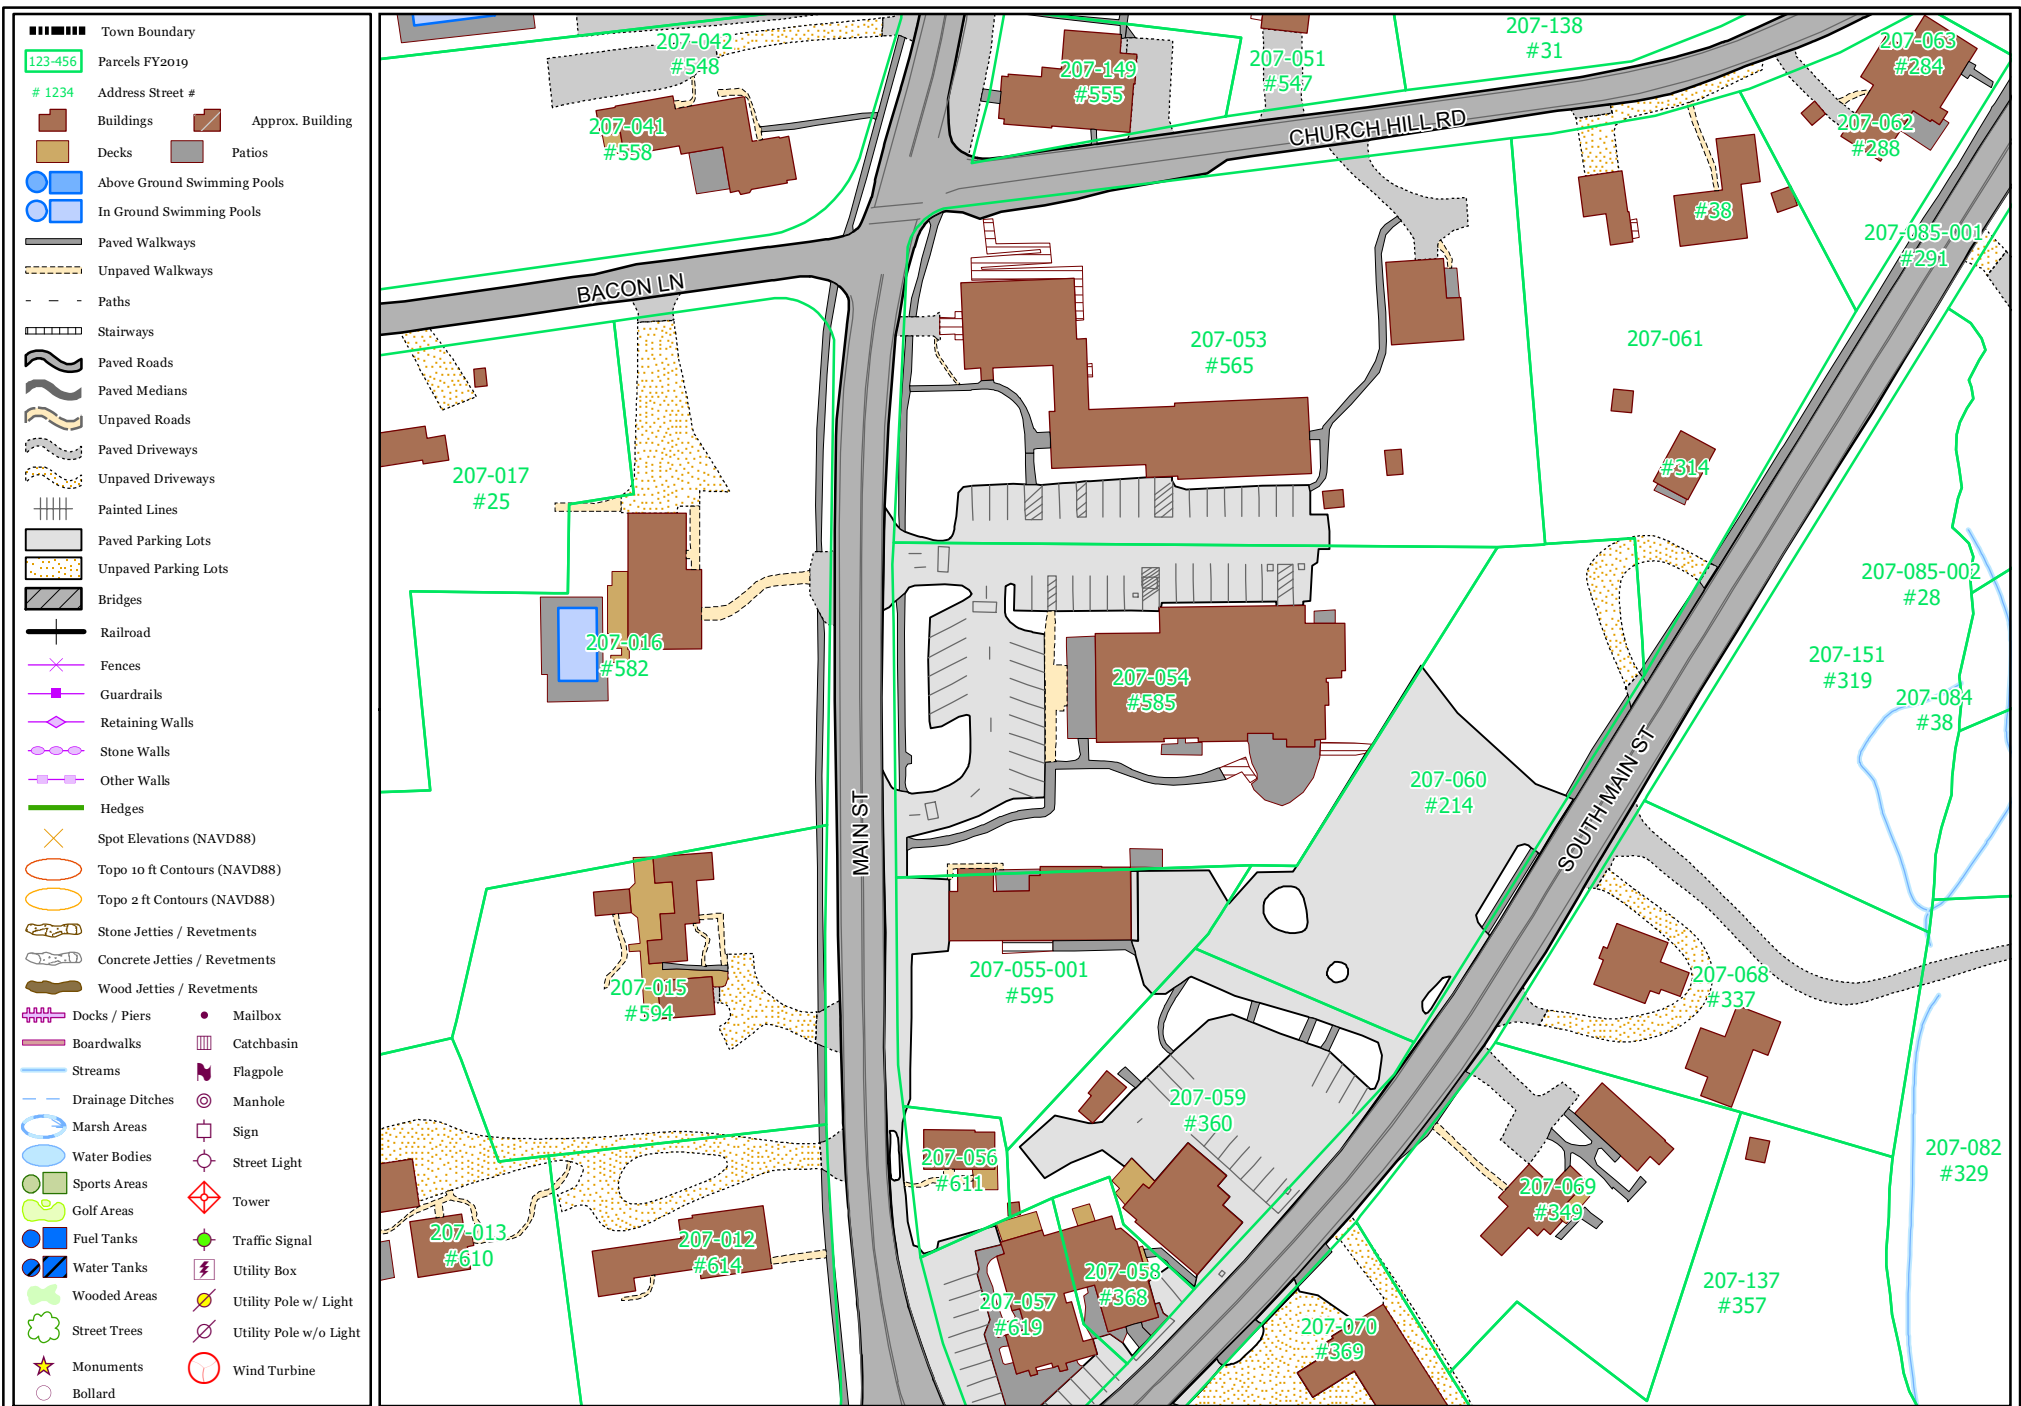 Town Boundary
123-456
Parcels FY2019
# 1234
Address Street #
Buildings
Approx. Building
Decks
Patios
Above Ground Swimming Pools
In Ground Swimming Pools
Paved Walkways
Unpaved Walkways
Paths
Stairways
Paved Roads
Paved Medians
Unpaved Roads
Paved Driveways
Unpaved Driveways
Painted Lines
Paved Parking Lots
Unpaved Parking Lots
Bridges
Railroad
Fences
Guardrails
Retaining Walls
Stone Walls
Other Walls
Hedges
Spot Elevations (NAVD88)
Topo 10 ft Contours (NAVD88)
Topo 2 ft Contours (NAVD88)
Stone Jetties / Revetments
Concrete Jetties / Revetments
Wood Jetties / Revetments
Docks / Piers
Mailbox
Boardwalks
Catchbasin
Streams
Flagpole
Drainage Ditches
Manhole
Marsh Areas
Sign
Water Bodies
Street Light
Sports Areas
Tower
Golf Areas
Fuel Tanks
Traffic Signal
Water Tanks
Utility Box
Wooded Areas
Utility Pole w/ Light
Street Trees
Utility Pole w/o Light
Monuments
Wind Turbine
Bollard
207-042
#548
207-149
#555
207-051
#547
207-138
#31
207-063
#284
207-041
#558
CHURCH HILL RD
207-062
#288
#38
207-085-001
#291
BACON LN
207-053
#565
207-061
207-017
#25
#314
207-085-002
#28
207-016
#582
207-054
#585
207-151
#319
207-084
#38
207-060
#214
SOUTH MAIN ST
MAIN ST
207-055-001
#595
207-015
#594
207-068
#337
207-059
#360
207-056
#611
207-082
#329
207-069
#349
207-013
#610
207-012
#614
207-058
#368
207-057
#619
207-137
#357
207-070
#369